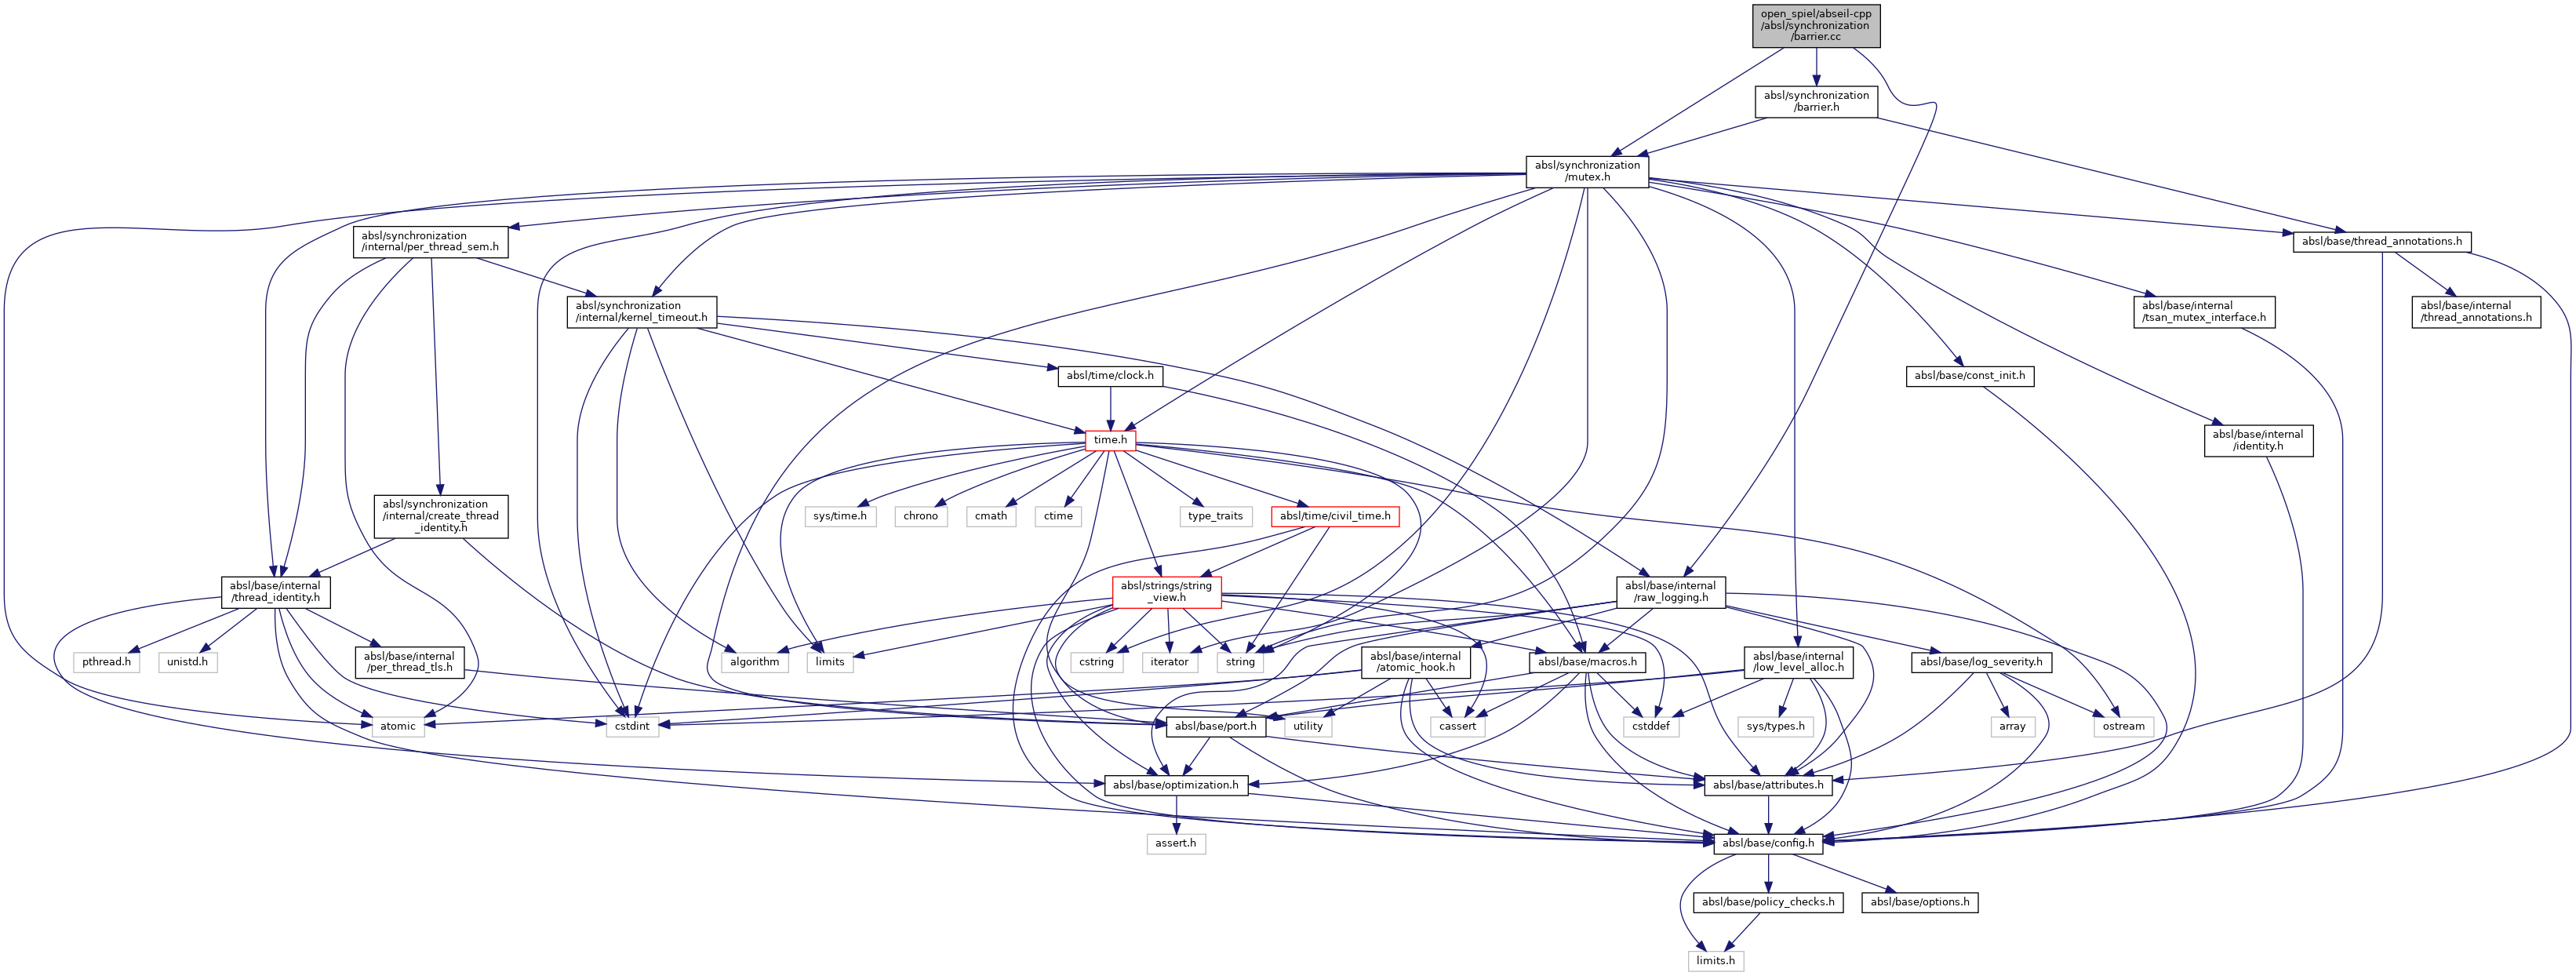 open_spiel/abseil-cpp
/absl/synchronization
/barrier.cc
absl/synchronization
/barrier.h
absl/synchronization
/mutex.h
absl/synchronization
/internal/per_thread_sem.h
absl/base/thread_annotations.h
absl/synchronization
/internal/kernel_timeout.h
absl/base/internal
/tsan_mutex_interface.h
absl/base/internal
/thread_annotations.h
absl/time/clock.h
absl/base/const_init.h
time.h
absl/base/internal
/identity.h
absl/synchronization
/internal/create_thread
_identity.h
sys/time.h
chrono
cmath
ctime
type_traits
absl/time/civil_time.h
absl/base/internal
/thread_identity.h
absl/strings/string
_view.h
absl/base/internal
/raw_logging.h
pthread.h
unistd.h
absl/base/internal
/per_thread_tls.h
algorithm
limits
cstring
iterator
string
absl/base/internal
/atomic_hook.h
absl/base/macros.h
absl/base/internal
/low_level_alloc.h
absl/base/log_severity.h
atomic
cstdint
absl/base/port.h
utility
cassert
cstddef
sys/types.h
array
ostream
absl/base/optimization.h
absl/base/attributes.h
assert.h
absl/base/config.h
absl/base/policy_checks.h
absl/base/options.h
limits.h